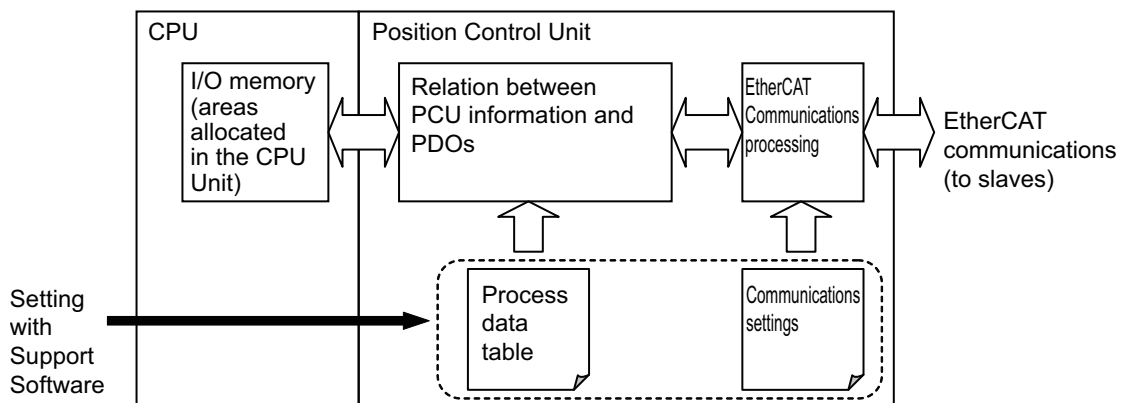 CPU
Position Control Unit
I/O memory
(areas
allocated
in the CPU
Unit)
Relation between
PCU information and
PDOs
EtherCAT
Communications
processing
EtherCAT
communications
(to slaves)
Setting
with
Support
Software
Process
data
table
Communications
settings